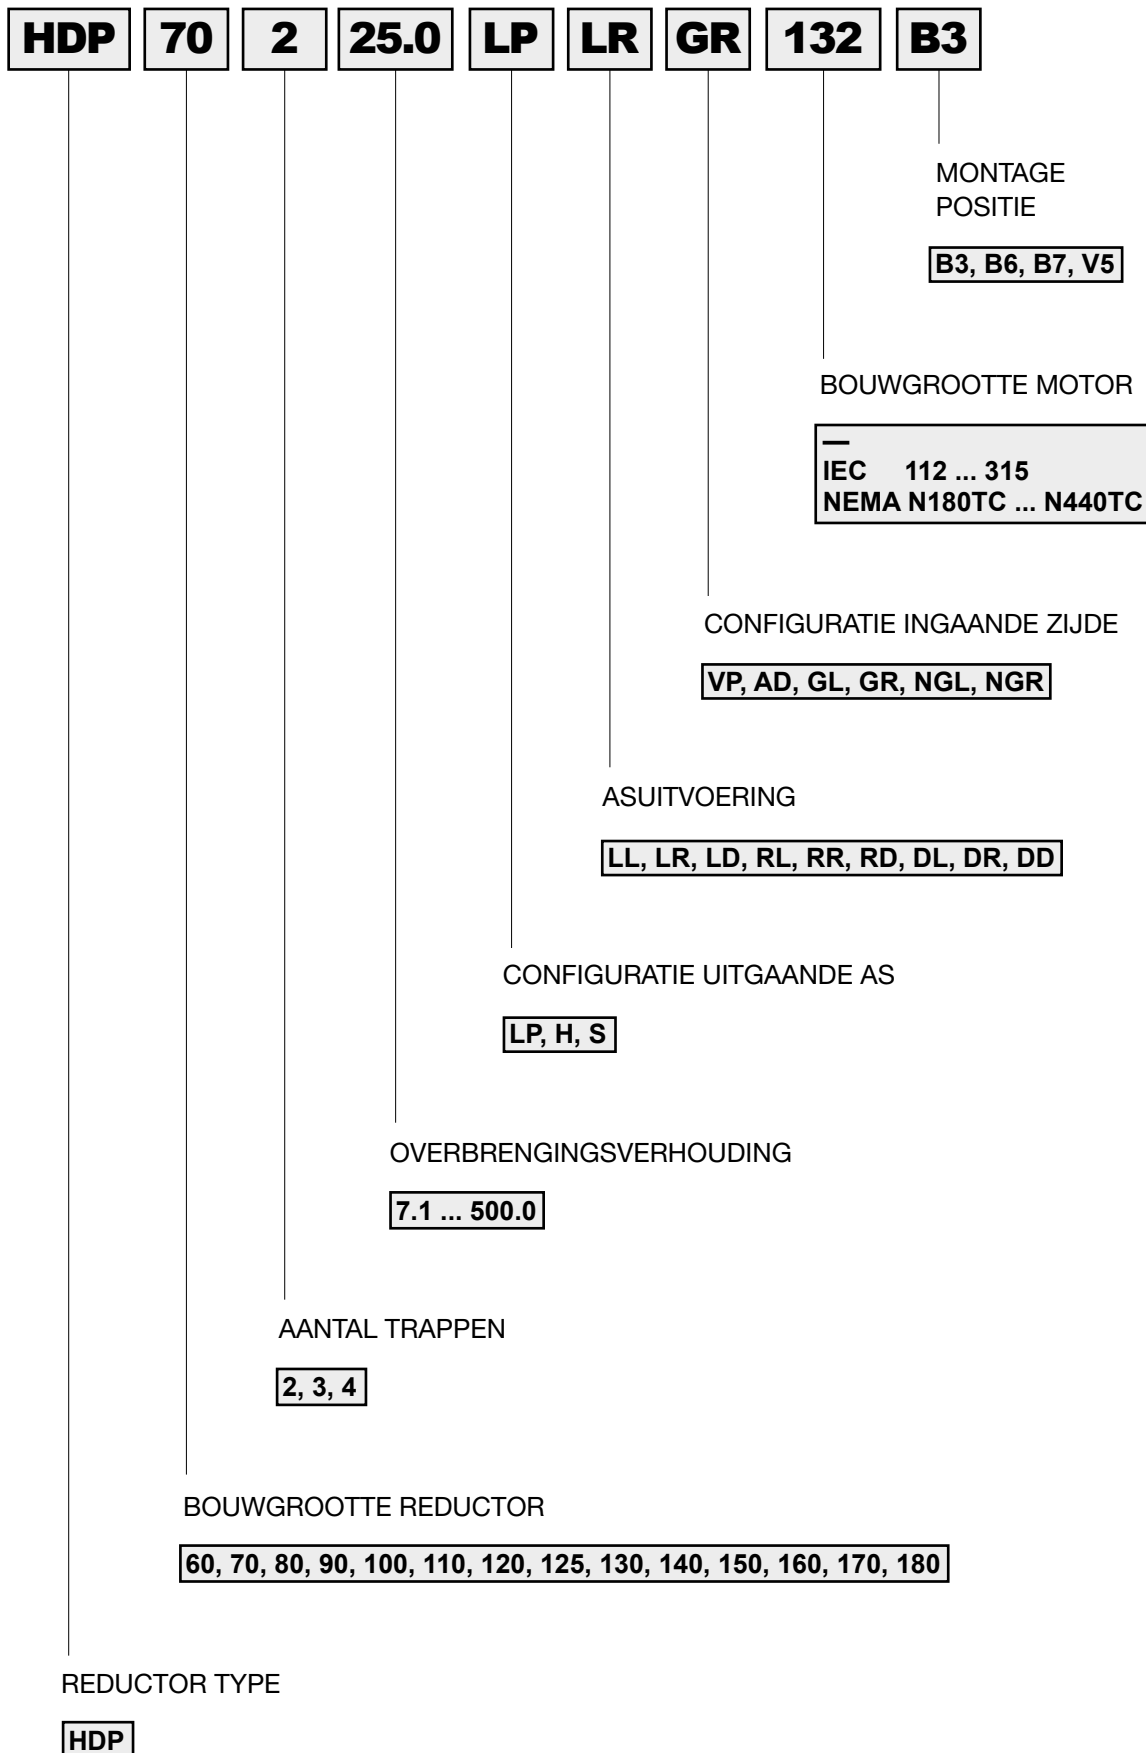 HDP 70 2 25.0 LP LR GR 132 B3
MONTAGE
POSITIE
B3, B6, B7, V5
BOUWGROOTTE MOTOR
—
IEC 112 ... 315
NEMA N180TC ... N440TC
CONFIGURATIE INGAANDE ZIJDE
VP, AD, GL, GR, NGL, NGR
ASUITVOERING
LL, LR, LD, RL, RR, RD, DL, DR, DD
CONFIGURATIE UITGAANDE AS
LP, H, S
OVERBRENGINGSVERHOUDING
7.1 ... 500.0
AANTAL TRAPPEN
2, 3, 4
BOUWGROOTTE REDUCTOR
60, 70, 80, 90, 100, 110, 120, 125, 130, 140, 150, 160, 170, 180
REDUCTOR TYPE
HDP